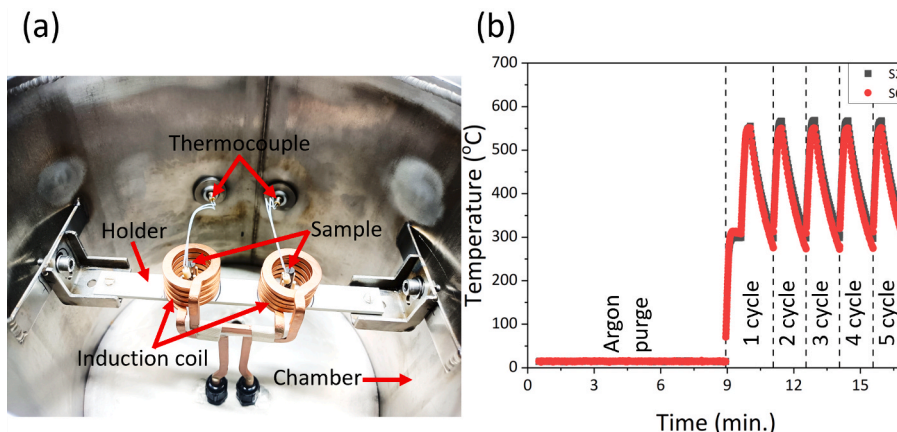 (a)
Thermocouple
Holder
Sample
Induction coil
Chamber
(b)
Temperature (°C)
700
600
500
400
300
200
100
0
Argon
purge
1 cycle
2 cycle
3 cycle
4 cycle
5 cycle
0
3
6
9
12
15
Time (min.)